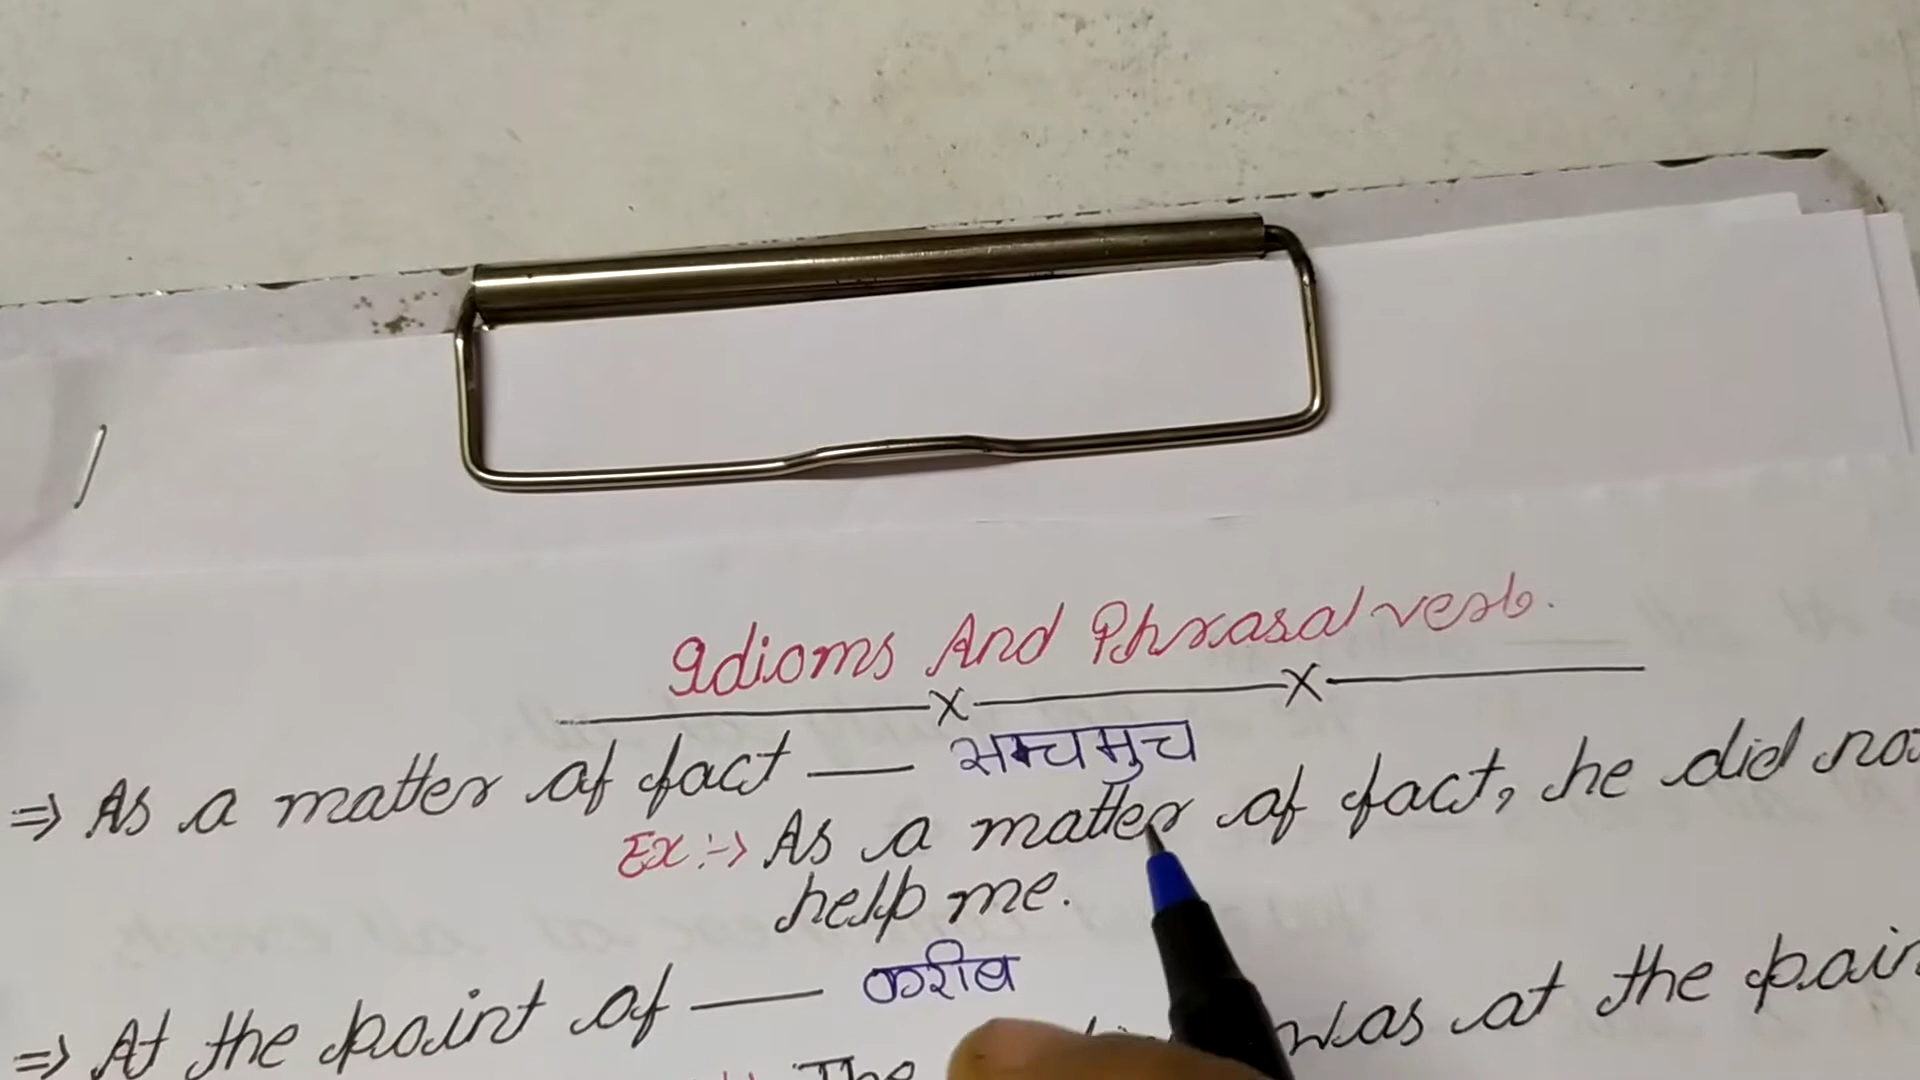 Idioms And Phrasal verb.
⇒ As a matter of fact — सचमुच
Ex :→ As a matter of fact, he did no
help me.
⇒ At the point of — करीब
The was at the poin